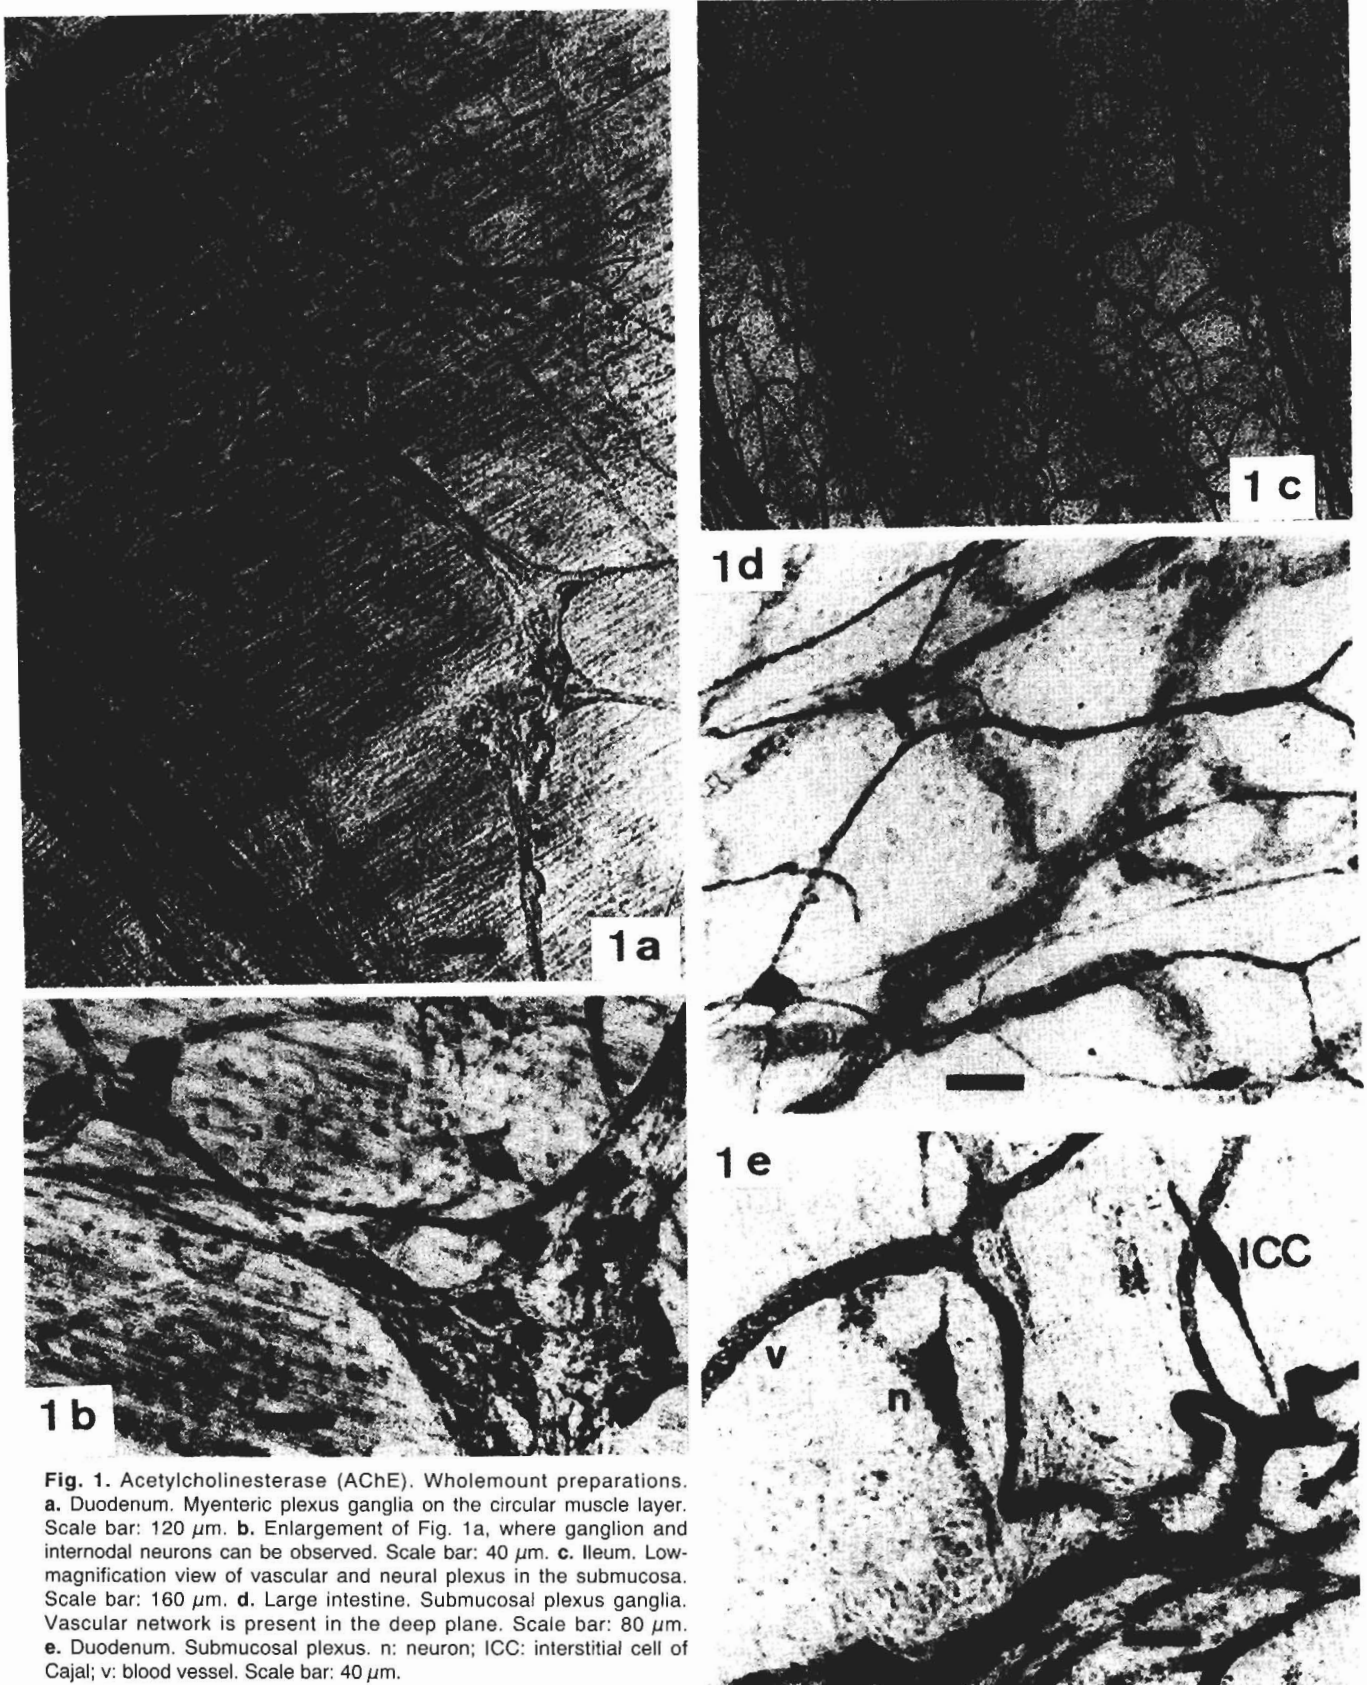 1a
1b
1c
1d
1e
ICC
v
n
Fig. 1. Acetylcholinesterase (AChE). Wholemount preparations.
a. Duodenum. Myenteric plexus ganglia on the circular muscle layer.
Scale bar: 120 µm. b. Enlargement of Fig. 1a, where ganglion and
internodal neurons can be observed. Scale bar: 40 µm. c. Ileum. Low-
magnification view of vascular and neural plexus in the submucosa.
Scale bar: 160 µm. d. Large intestine. Submucosal plexus ganglia.
Vascular network is present in the deep plane. Scale bar: 80 µm.
e. Duodenum. Submucosal plexus. n: neuron; ICC: interstitial cell of
Cajal; v: blood vessel. Scale bar: 40 µm.